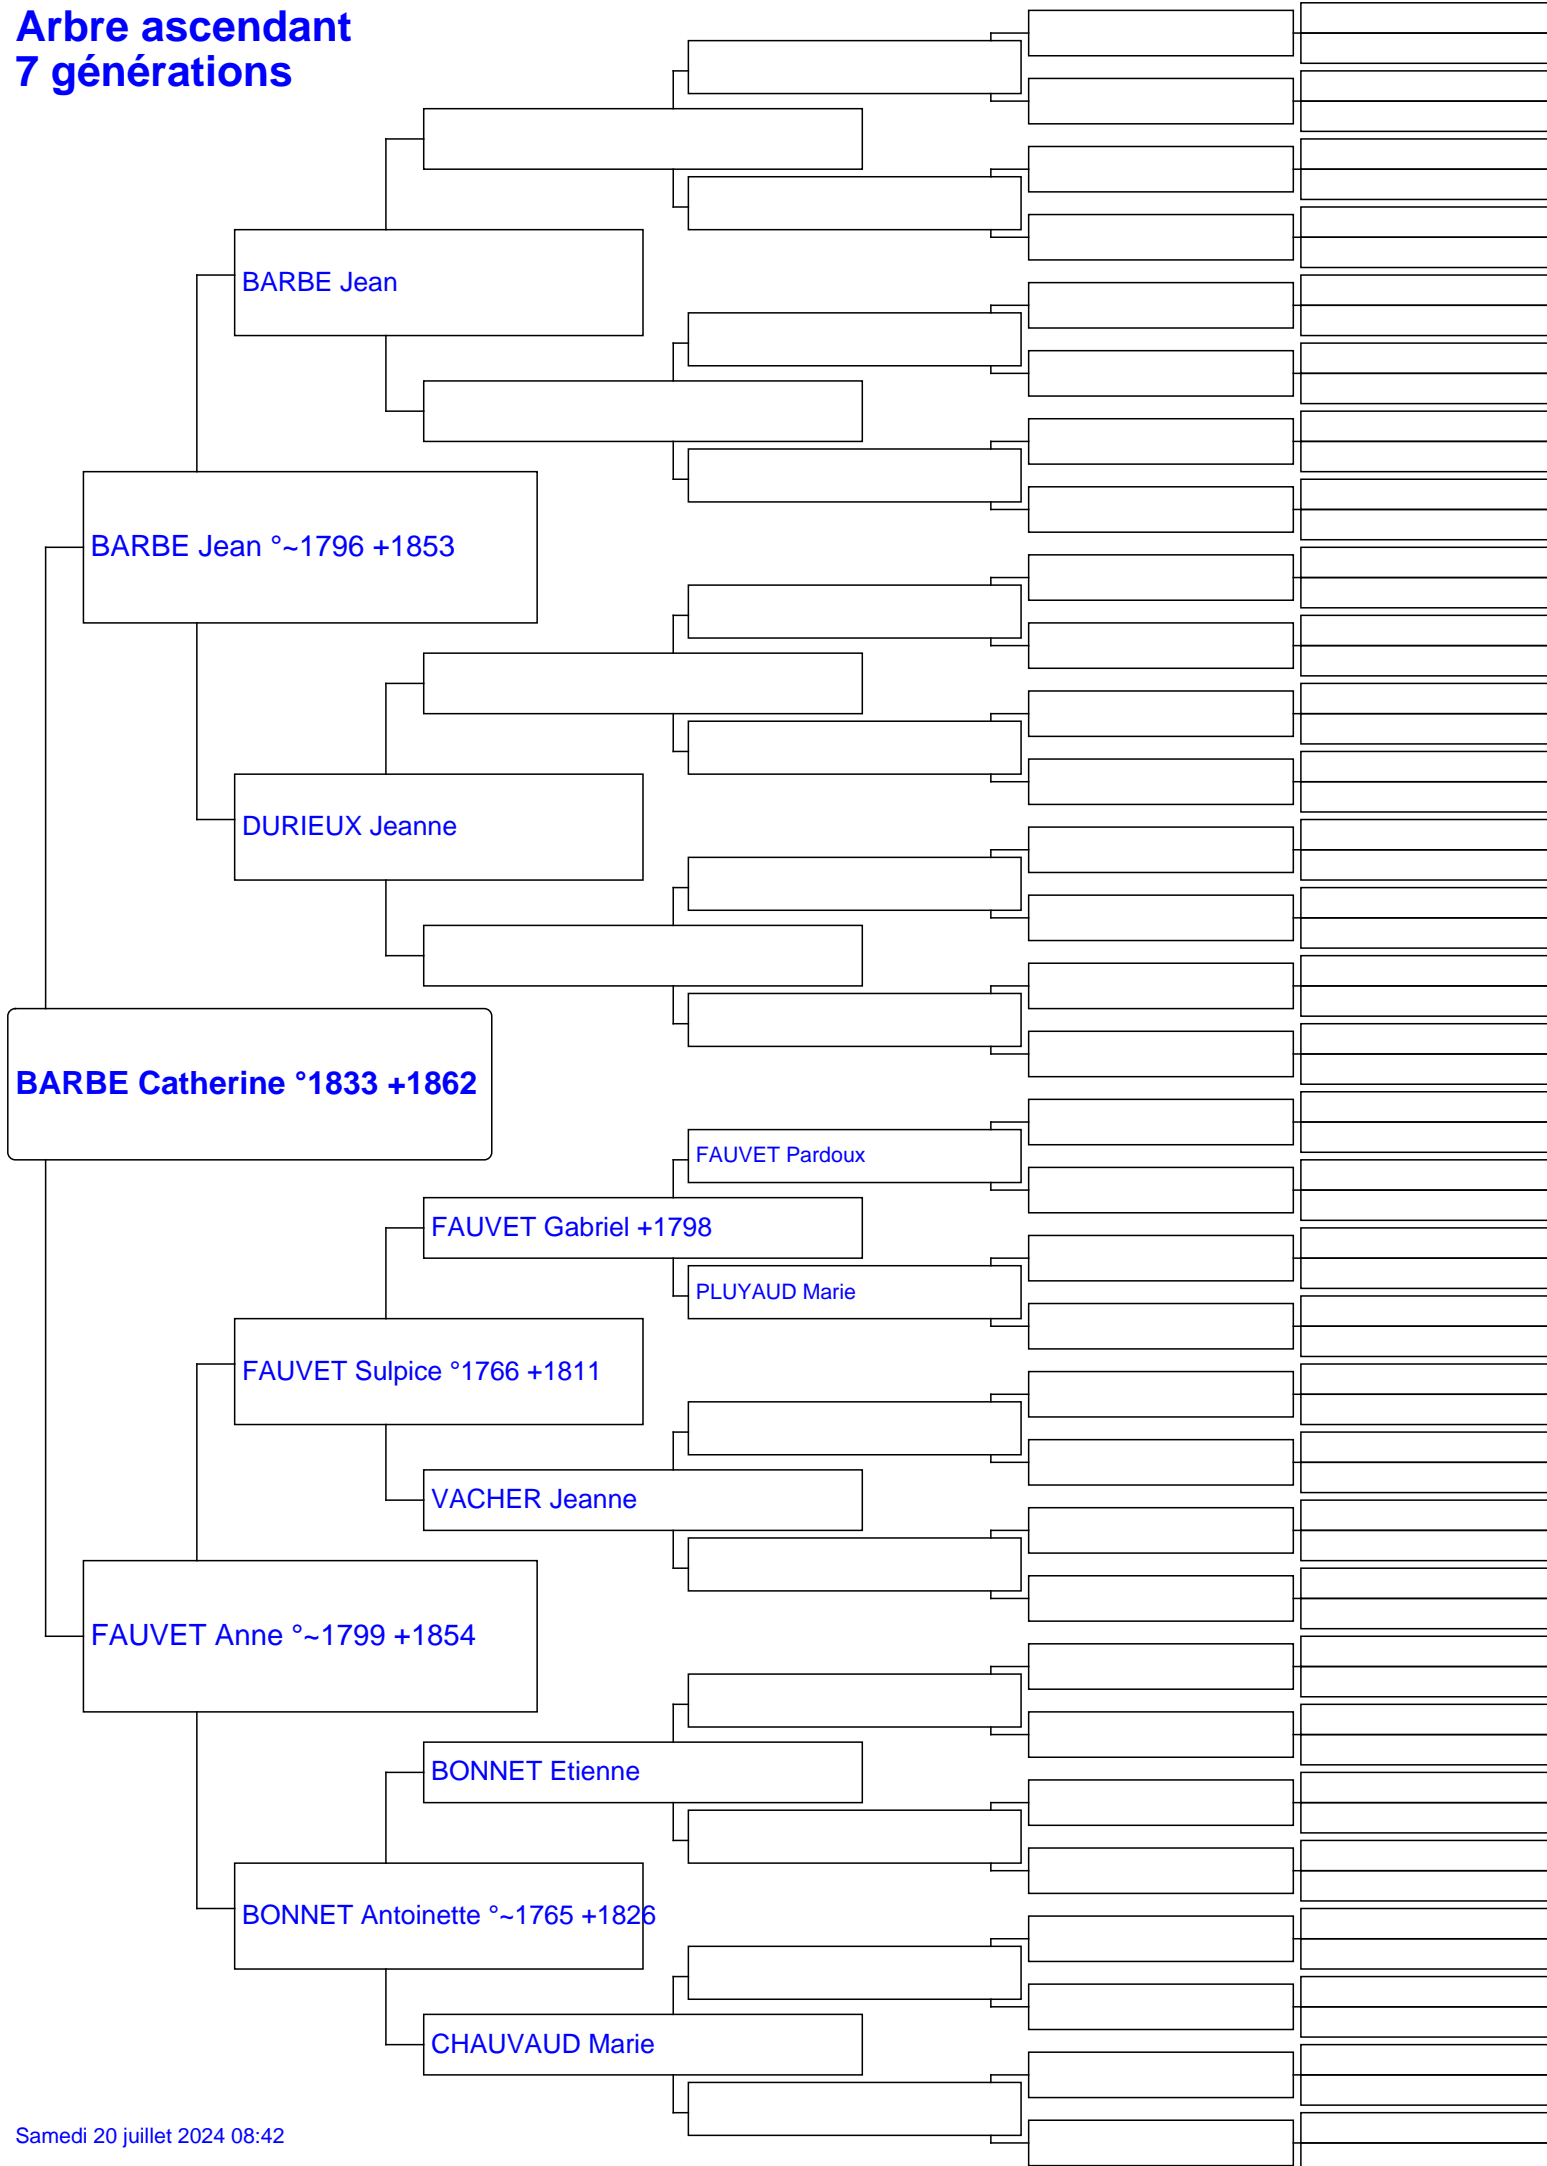 Arbre ascendant
7 générations
BARBE Jean
BARBE Jean °~1796 +1853
DURIEUX Jeanne
BARBE Catherine °1833 +1862
FAUVET Pardoux
FAUVET Gabriel +1798
PLUYAUD Marie
FAUVET Sulpice °1766 +1811
VACHER Jeanne
FAUVET Anne °~1799 +1854
BONNET Etienne
BONNET Antoinette °~1765 +1826
CHAUVAUD Marie
Samedi 20 juillet 2024 08:42